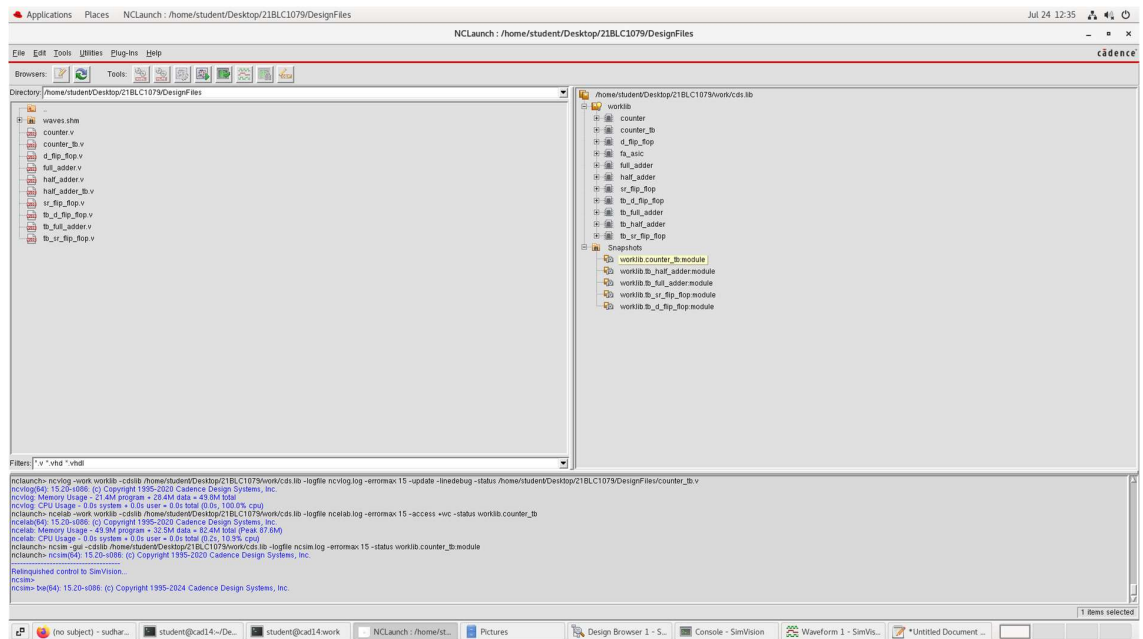 Applications Places NCLaunch : /home/student/Desktop/21BLC1079/DesignFiles Jul 24 12:35
NCLaunch : /home/student/Desktop/21BLC1079/DesignFiles
File Edit Tools Utilities Plug-Ins Help cādence
Browsers: Tools:
Directory: /home/student/Desktop/21BLC1079/DesignFiles
..
waves.shm
counter.v
counter_tb.v
d_flip_flop.v
full_adder.v
half_adder.v
half_adder_tb.v
sr_flip_flop.v
tb_d_flip_flop.v
tb_full_adder.v
tb_sr_flip_flop.v
Filters: *.v *.vhd *.vhdl
/home/student/Desktop/21BLC1079/work/cds.lib
worklib
counter
counter_tb
d_flip_flop
fa_asic
full_adder
half_adder
sr_flip_flop
tb_d_flip_flop
tb_full_adder
tb_half_adder
tb_sr_flip_flop
Snapshots
worklib.counter_tb:module
worklib.tb_half_adder:module
worklib.tb_full_adder:module
worklib.tb_sr_flip_flop:module
worklib.tb_d_flip_flop:module
nclaunch> ncvlog -work worklib -cdslib /home/student/Desktop/21BLC1079/work/cds.lib -logfile ncvlog.log -errormax 15 -update -linedebug -status /home/student/Desktop/21BLC1079/DesignFiles/counter_tb.v
ncvlog(64): 15.20-s086: (c) Copyright 1995-2020 Cadence Design Systems, Inc.
ncvlog: Memory Usage - 21.4M program + 28.4M data = 49.8M total
ncvlog: CPU Usage - 0.0s system + 0.0s user = 0.0s total (0.0s, 100.0% cpu)
nclaunch> ncelab -work worklib -cdslib /home/student/Desktop/21BLC1079/work/cds.lib -logfile ncelab.log -errormax 15 -access +wc -status worklib.counter_tb
ncelab(64): 15.20-s086: (c) Copyright 1995-2020 Cadence Design Systems, Inc.
ncelab: Memory Usage - 49.9M program + 32.5M data = 82.4M total (Peak 87.6M)
ncelab: CPU Usage - 0.0s system + 0.0s user = 0.0s total (0.2s, 10.9% cpu)
nclaunch> ncsim -gui -cdslib /home/student/Desktop/21BLC1079/work/cds.lib -logfile ncsim.log -errormax 15 -status worklib.counter_tb:module
nclaunch> ncsim(64): 15.20-s086: (c) Copyright 1995-2020 Cadence Design Systems, Inc.
-------------------------------------
Relinquished control to SimVision...
ncsim>
ncsim> txe(64): 15.20-s086: (c) Copyright 1995-2024 Cadence Design Systems, Inc.
1 items selected
(no subject) - sudhar... student@cad14:~/De... student@cad14:work NCLaunch : /home/st... Pictures Design Browser 1 - S... Console - SimVision Waveform 1 - SimVis... *Untitled Document ...